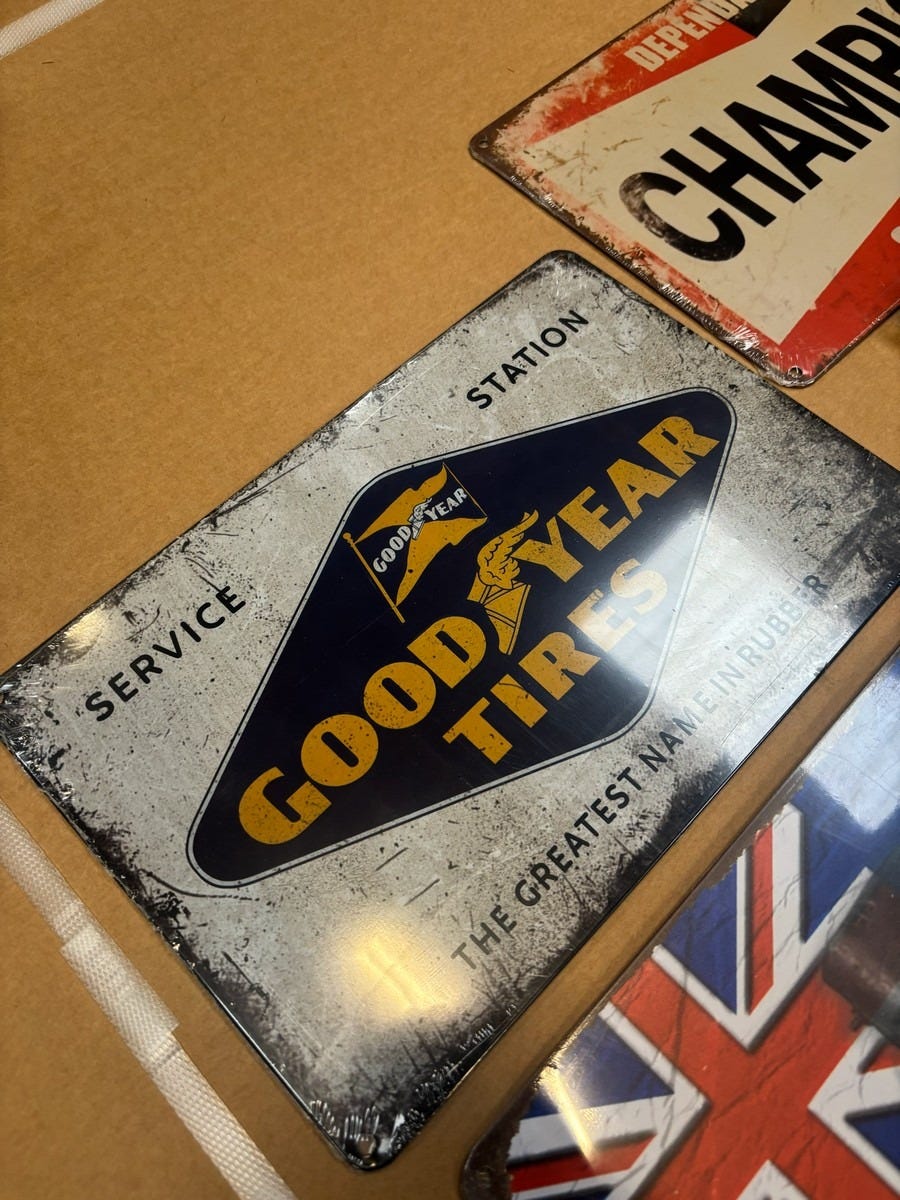 DEPENDA
CHAMPI
SERVICE STATION
GOOD YEAR
GOOD YEAR
TIRES
THE GREATEST NAME IN RUBBER